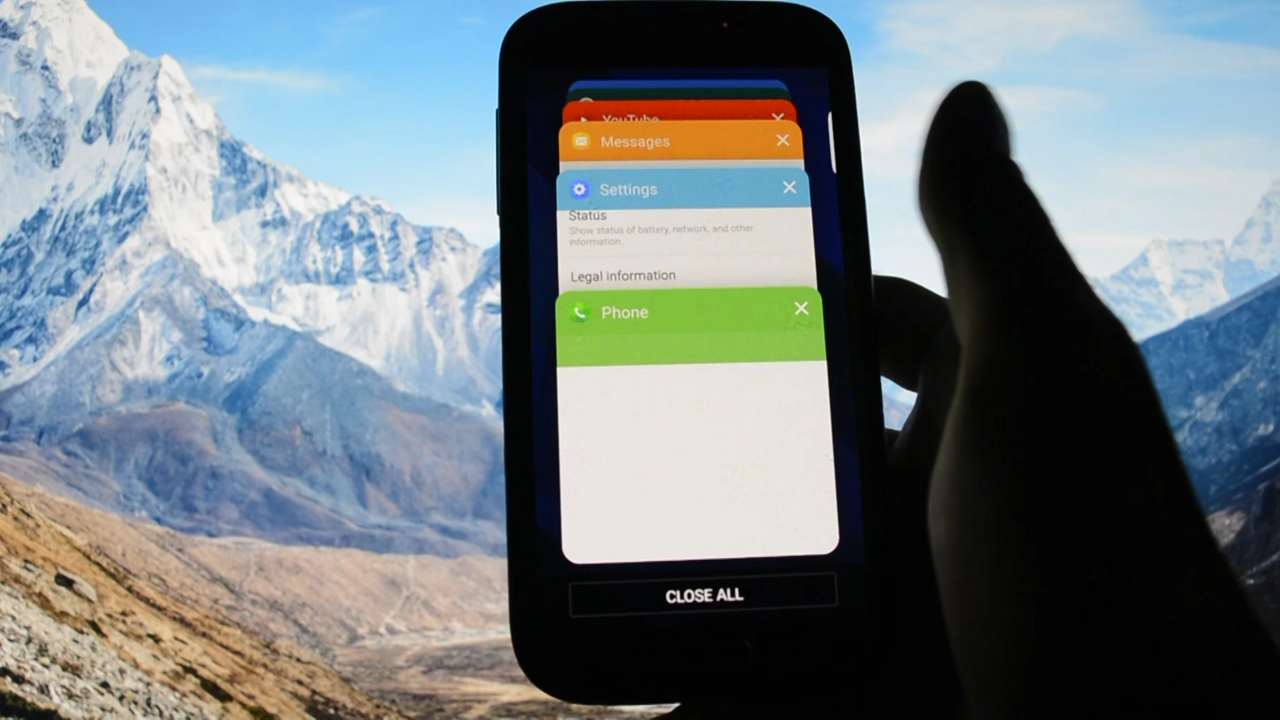 YouTube
Messages
Settings
Status
Show status of battery, network, and other
information.
Legal information
Phone
CLOSE ALL